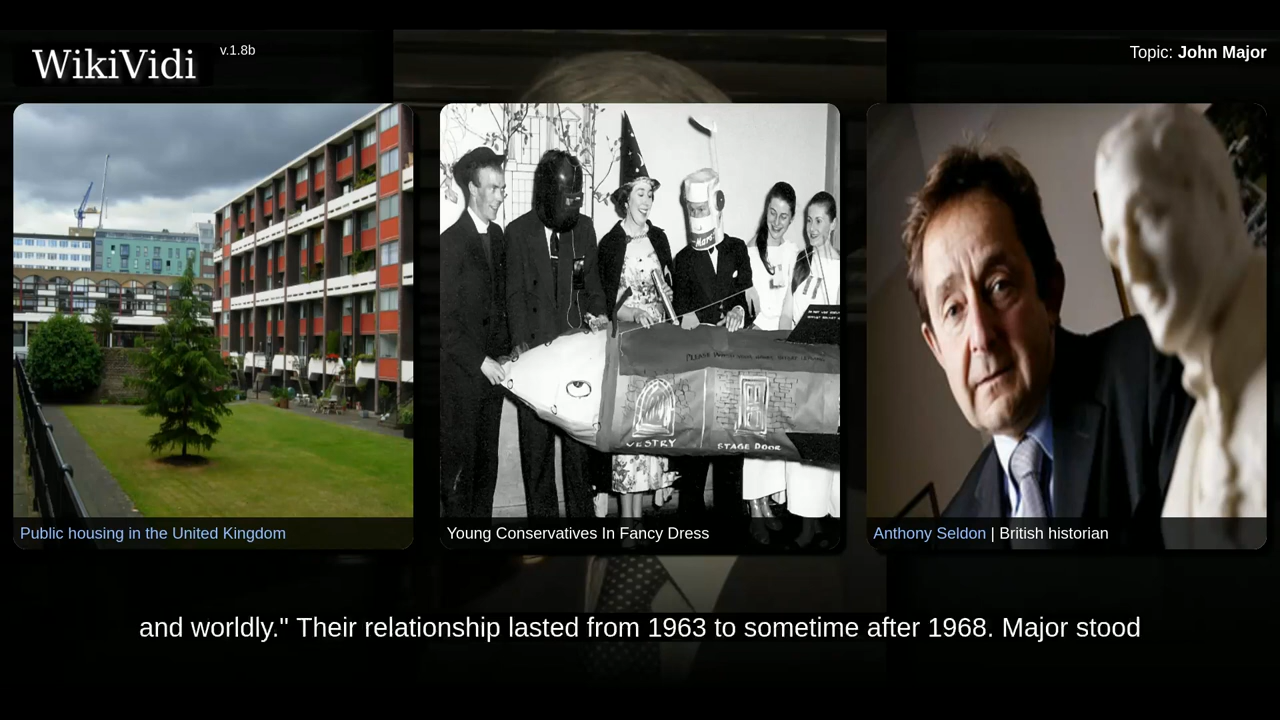 WikiVidi
v.1.8b
Topic: John Major
VESTRY
STAGE DOOR
Public housing in the United Kingdom
Young Conservatives In Fancy Dress
Anthony Seldon | British historian
and worldly." Their relationship lasted from 1963 to sometime after 1968. Major stood